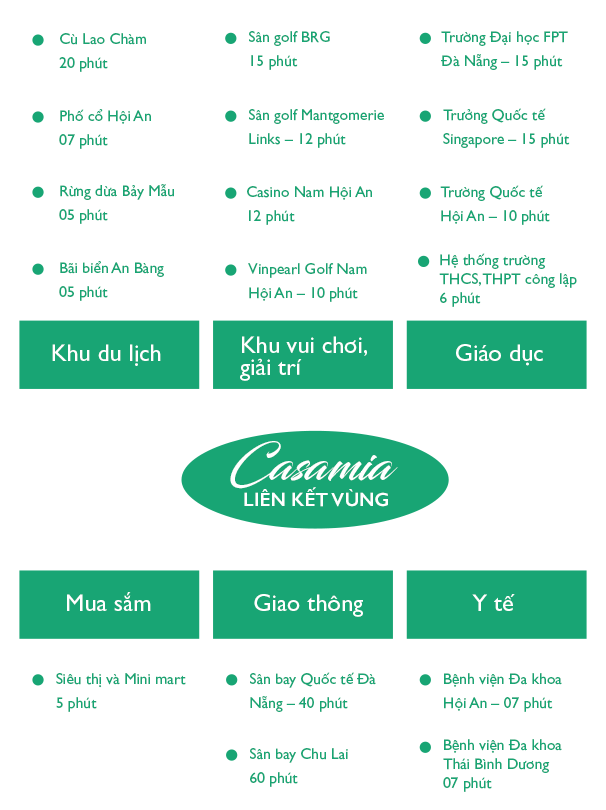 Cù Lao Chàm
20 phút
Phố cổ Hội An
07 phút
Rừng dừa Bảy Mẫu
05 phút
Bãi biển An Bàng
05 phút
Khu du lịch
Sân golf BRG
15 phút
Sân golf Mantgomerie
Links – 12 phút
Casino Nam Hội An
12 phút
Vinpearl Golf Nam
Hội An – 10 phút
Khu vui chơi,
giải trí
Trường Đại học FPT
Đà Nẵng – 15 phút
Trưởng Quốc tế
Singapore – 15 phút
Trường Quốc tế
Hội An – 10 phút
Hệ thống trường
THCS,THPT công lập
6 phút
Giáo dục
Casamia
LIÊN KẾT VÙNG
Mua sắm
Siêu thị và Mini mart
5 phút
Giao thông
Sân bay Quốc tế Đà
Nẵng – 40 phút
Sân bay Chu Lai
60 phút
Y tế
Bệnh viện Đa khoa
Hội An – 07 phút
Bệnh viện Đa khoa
Thái Bình Dương
07 phút